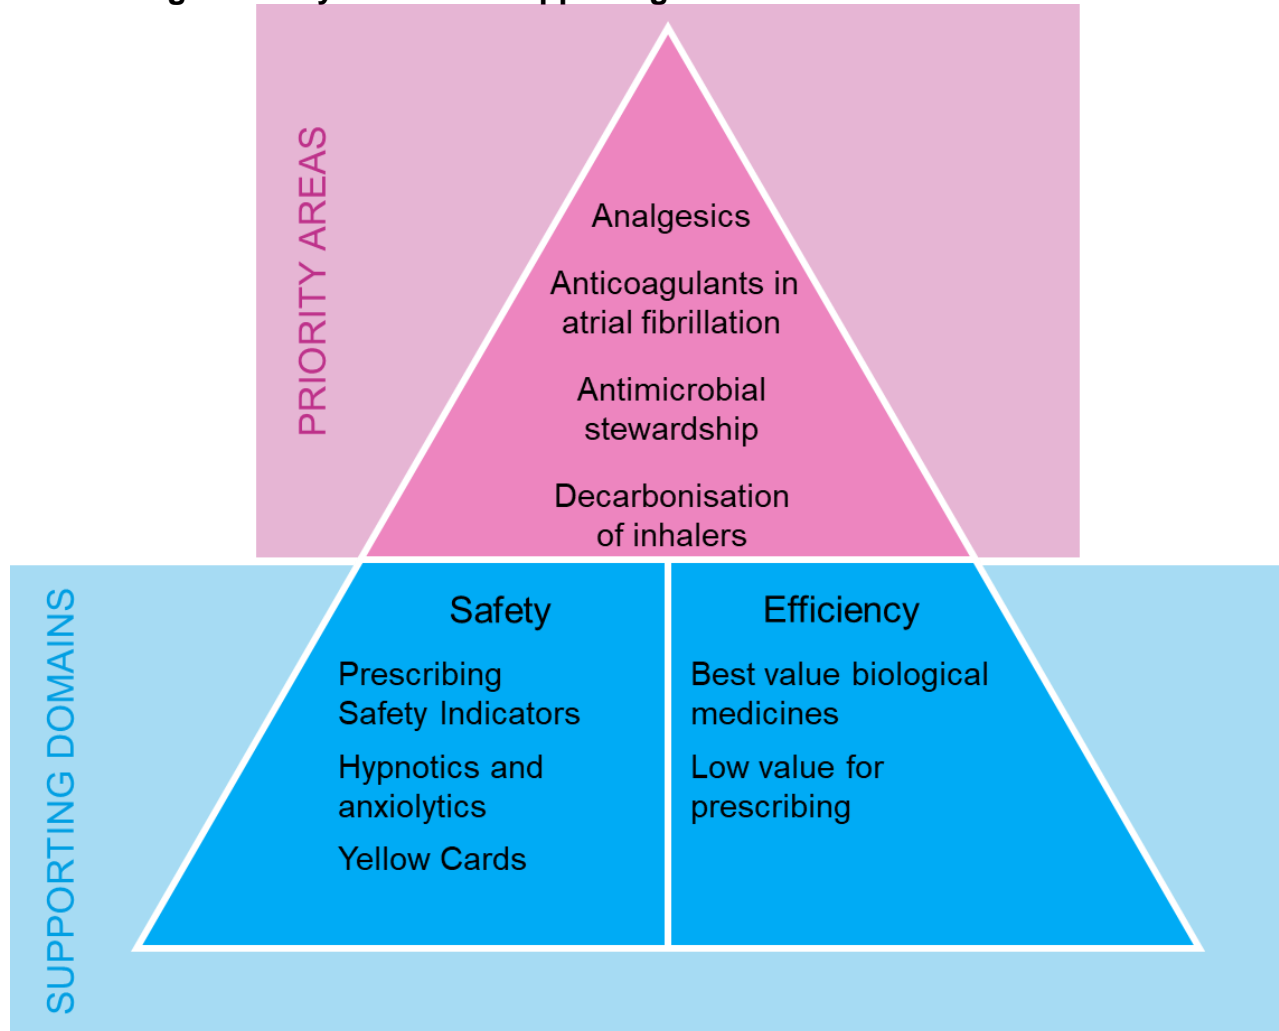 PRIORITY AREAS
Analgesics
Anticoagulants in
atrial fibrillation
Antimicrobial
stewardship
Decarbonisation
of inhalers
SUPPORTING DOMAINS
Safety
Prescribing
Safety Indicators
Hypnotics and
anxiolytics
Yellow Cards
Efficiency
Best value biological
medicines
Low value for
prescribing